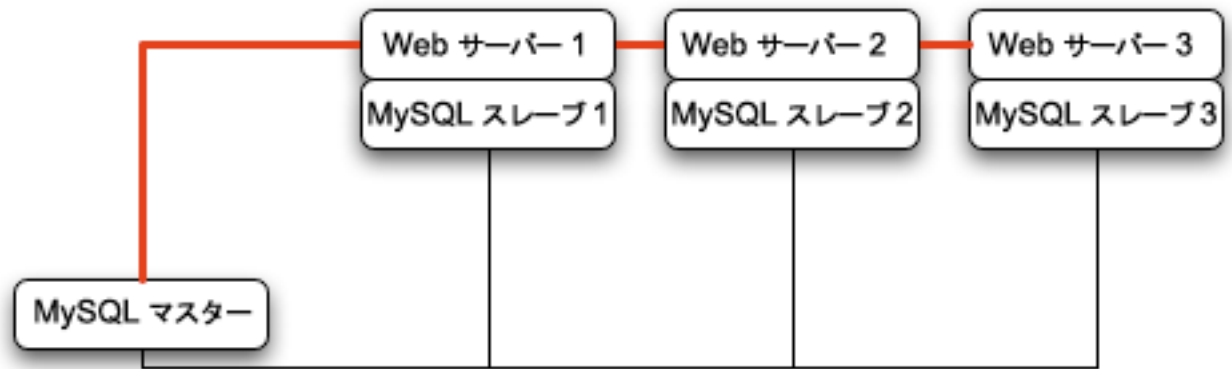 Web サーバー 1
Web サーバー 2
Web サーバー 3
MySQL スレーブ 1
MySQL スレーブ 2
MySQL スレーブ 3
MySQL マスター